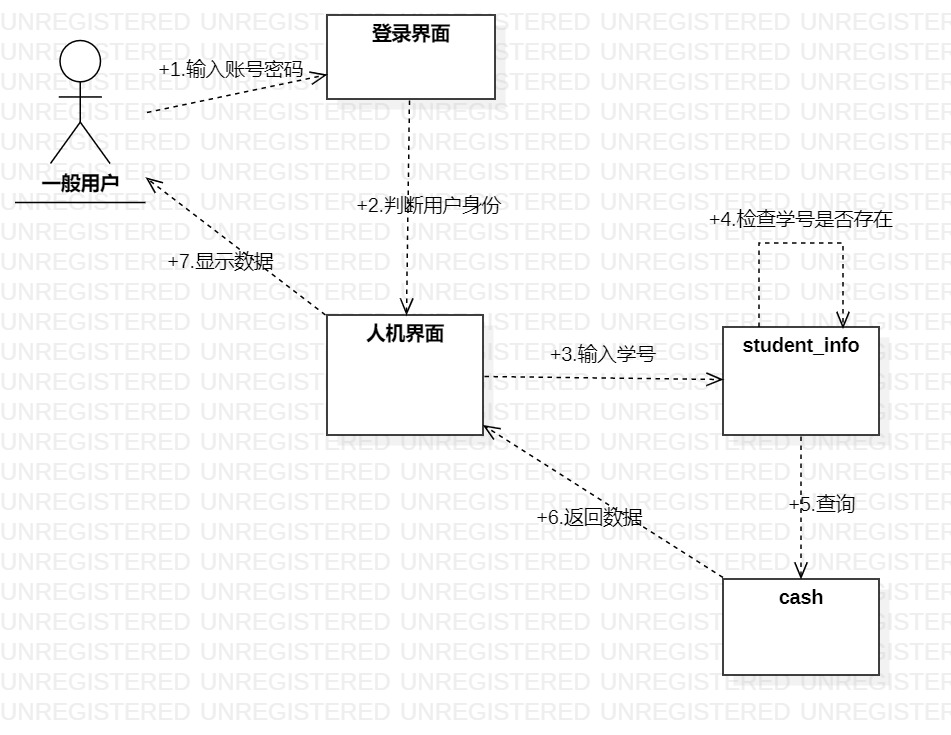 登录界面
+1.输入账号密码
一般用户
+2.判断用户身份
+4.检查学号是否存在
+7.显示数据
人机界面
student_info
+3.输入学号
+5.查询
+6.返回数据
cash
UNREGISTERED